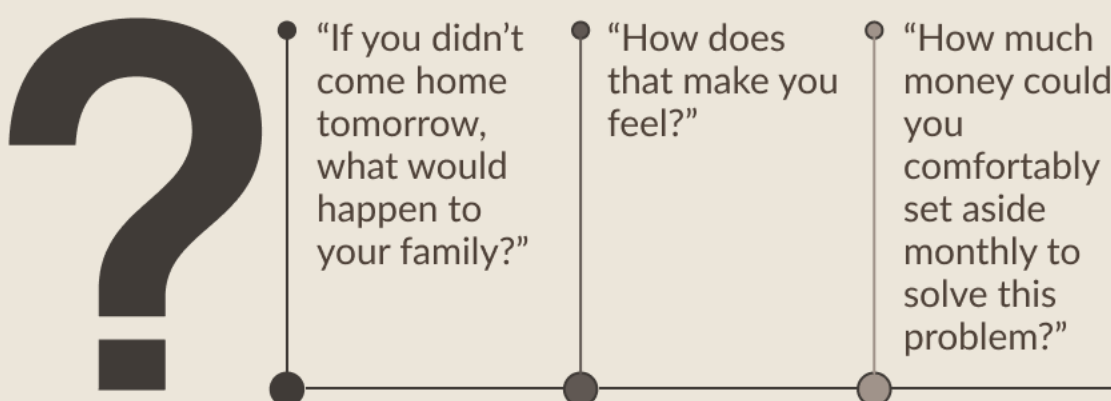 ?
“If you didn’t
come home
tomorrow,
what would
happen to
your family?”
“How does
that make you
feel?”
“How much
money could
you
comfortably
set aside
monthly to
solve this
problem?”